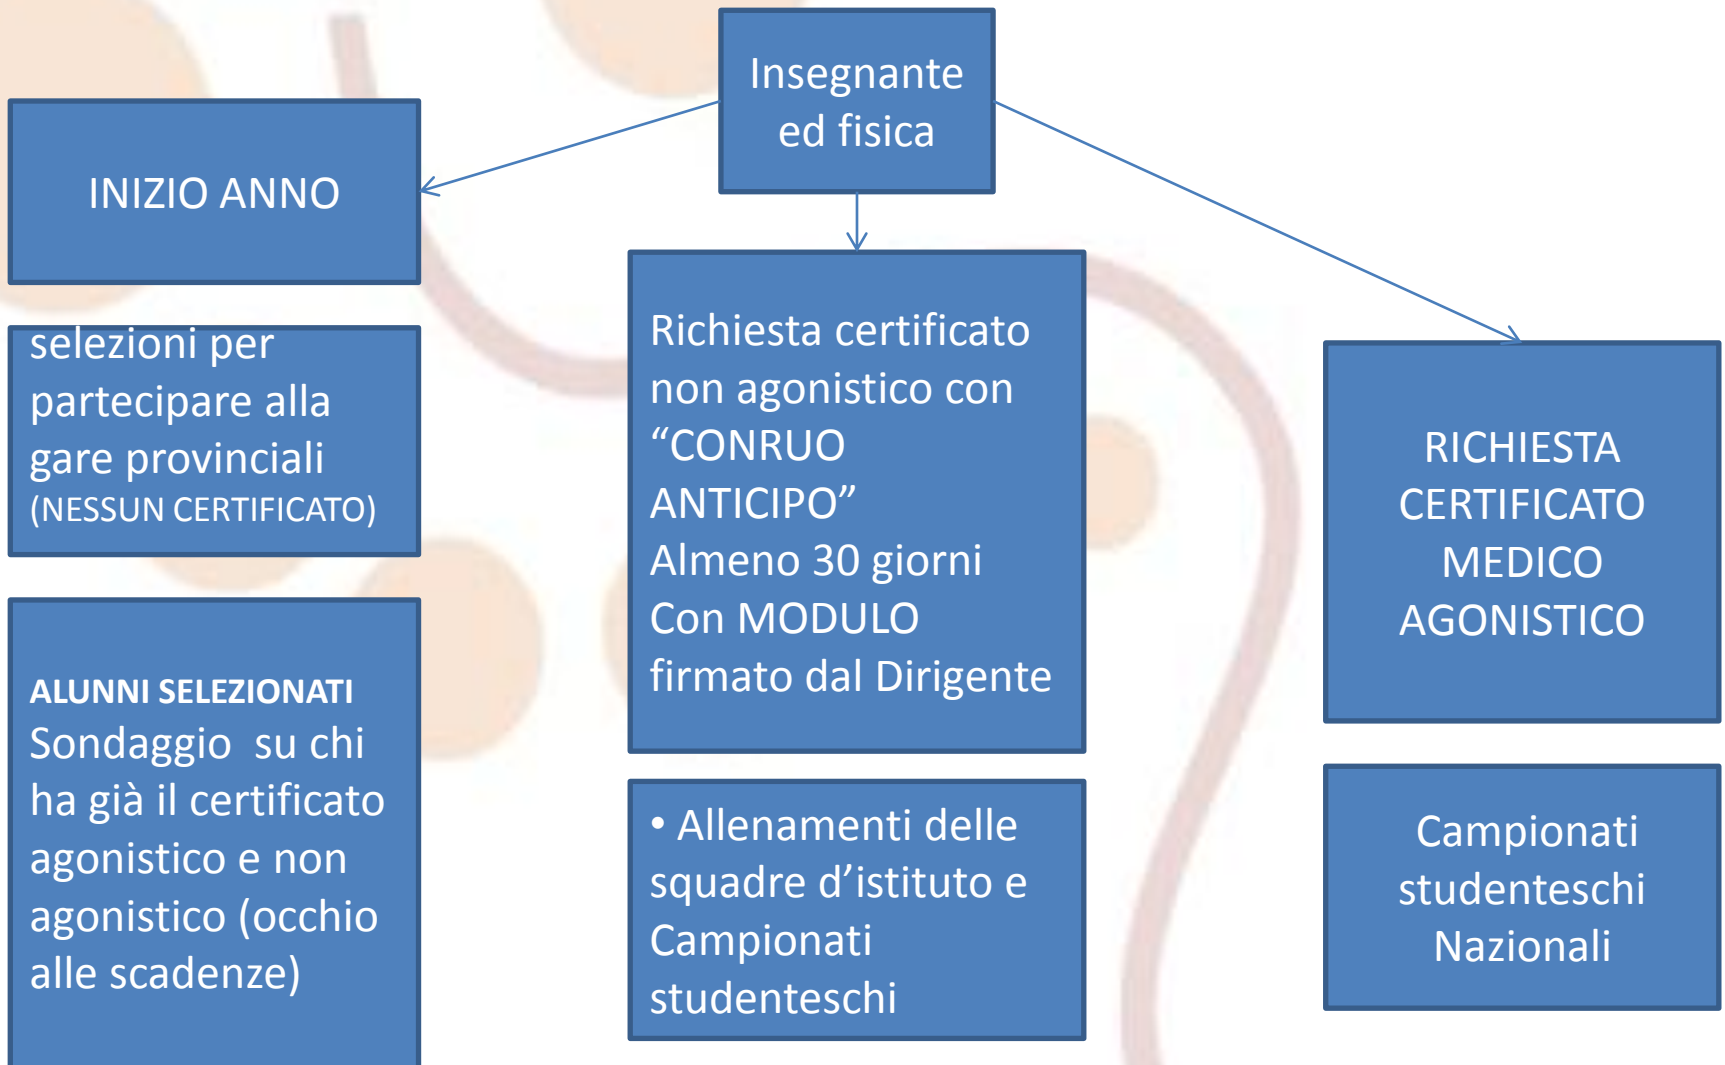 Insegnante
ed fisica
INIZIO ANNO
selezioni per
partecipare alla
gare provinciali
(NESSUN CERTIFICATO)
ALUNNI SELEZIONATI
Sondaggio su chi
ha già il certificato
agonistico e non
agonistico (occhio
alle scadenze)
Richiesta certificato
non agonistico con
“CONRUO
ANTICIPO”
Almeno 30 giorni
Con MODULO
firmato dal Dirigente
• Allenamenti delle
squadre d’istituto e
Campionati
studenteschi
RICHIESTA
CERTIFICATO
MEDICO
AGONISTICO
Campionati
studenteschi
Nazionali